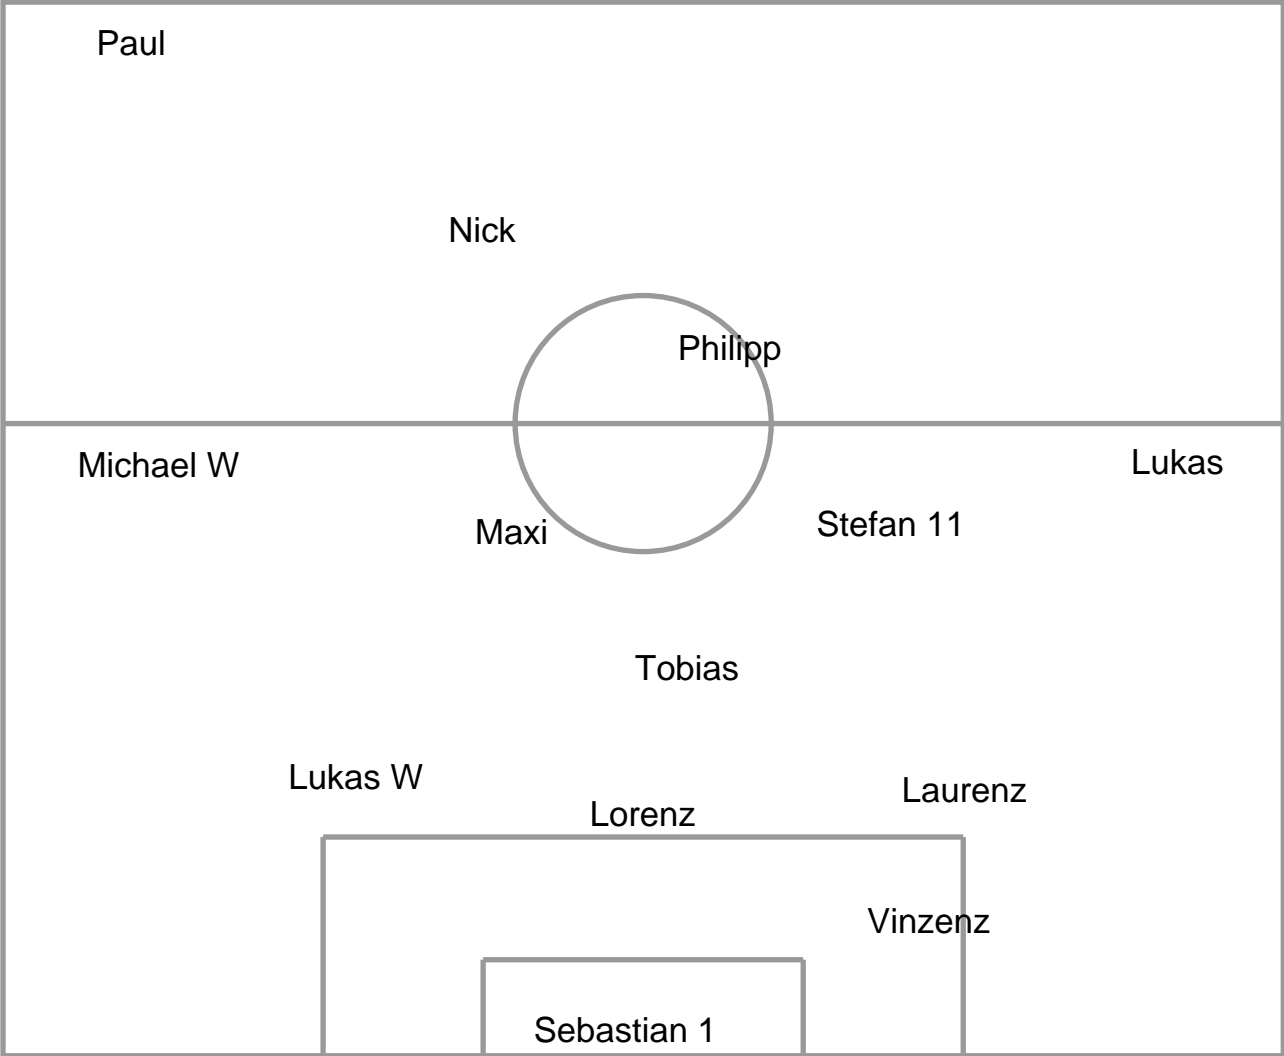 Paul
Nick
Philipp
Michael W
Lukas
Maxi
Stefan 11
Tobias
Lukas W
Laurenz
Lorenz
Vinzenz
Sebastian 1